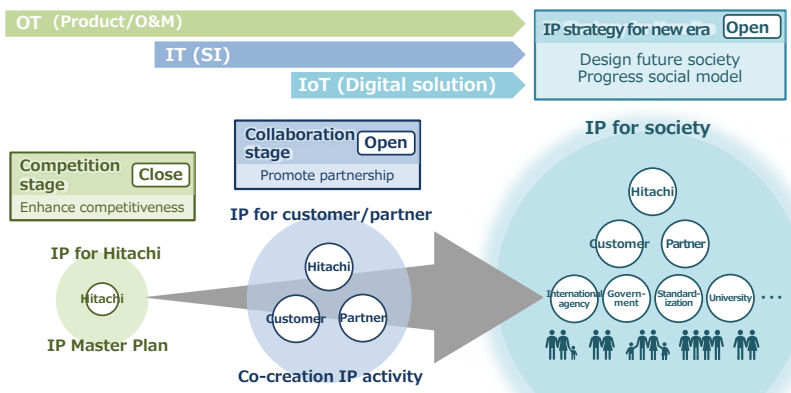 OT (Product/O&M)
IT (SI)
IoT (Digital solution)
IP strategy for new era Open
Design future society
Progress social model
Competition
stage
Close
Enhance competitiveness
IP for Hitachi
Hitachi
IP Master Plan
Collaboration
stage
Open
Promote partnership
IP for customer/partner
Hitachi
Customer Partner
Co-creation IP activity
IP for society
Hitachi
Customer Partner
International
agency
Govern-
ment
Standard-
ization
University
...